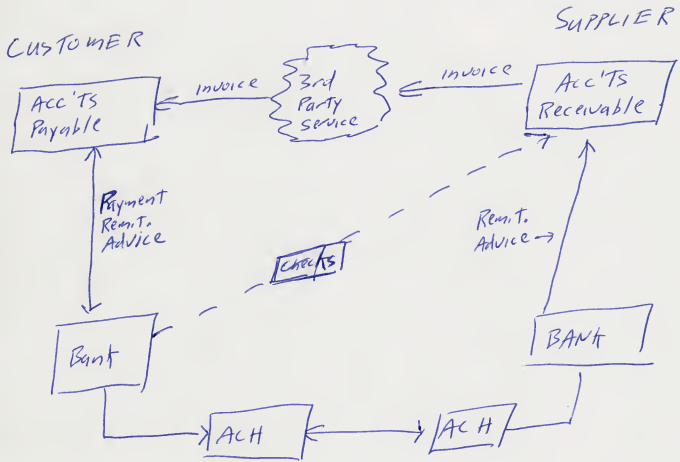 CUSTOMER
SUPPLIER
Acc'Ts
Payable
invoice
3rd
Party
Service
invoice
Acc'Ts
Receivable
Payment
Remit.
Advice
Remit.
Advice
checks
Bank
BANK
ACH
ACH